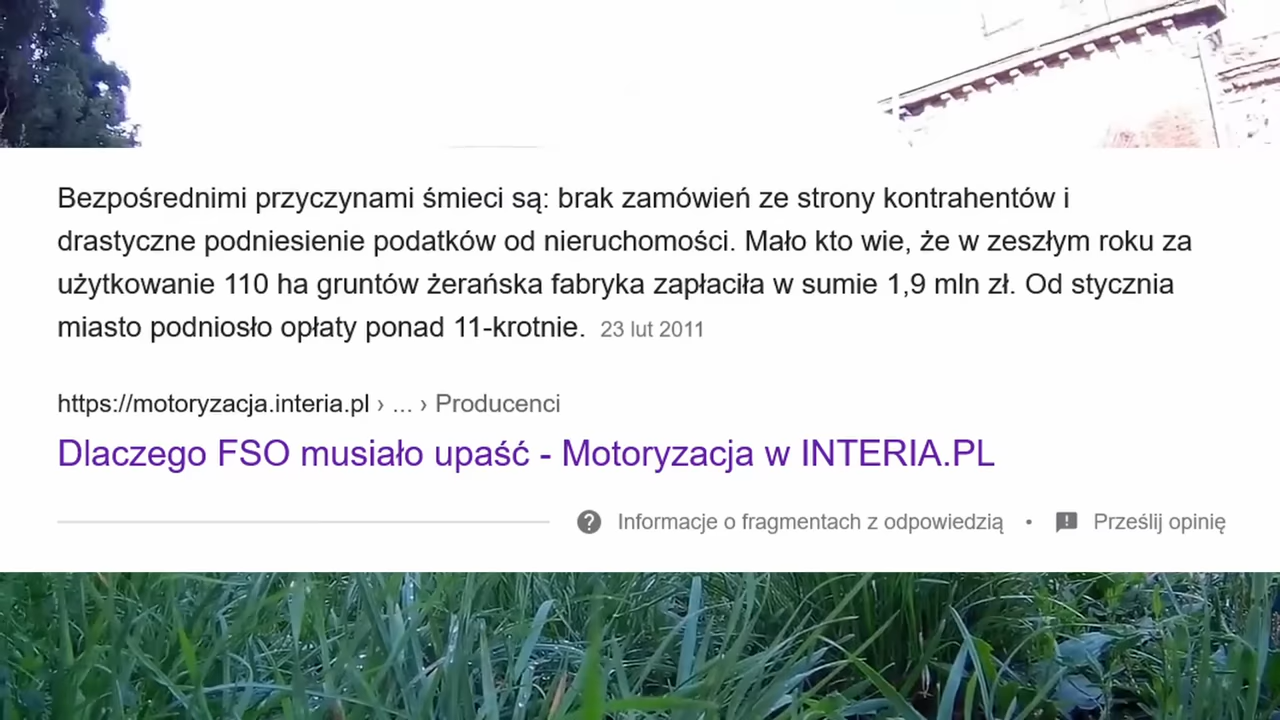 Bezpośrednimi przyczynami śmieci są: brak zamówień ze strony kontrahentów i
drastyczne podniesienie podatków od nieruchomości. Mało kto wie, że w zeszłym roku za
użytkowanie 110 ha gruntów żerańska fabryka zapłaciła w sumie 1,9 mln zł. Od stycznia
miasto podniosło opłaty ponad 11-krotnie. 23 lut 2011
https://motoryzacja.interia.pl › ... › Producenci
Dlaczego FSO musiało upaść - Motoryzacja w INTERIA.PL
Informacje o fragmentach z odpowiedzią • Prześlij opinię